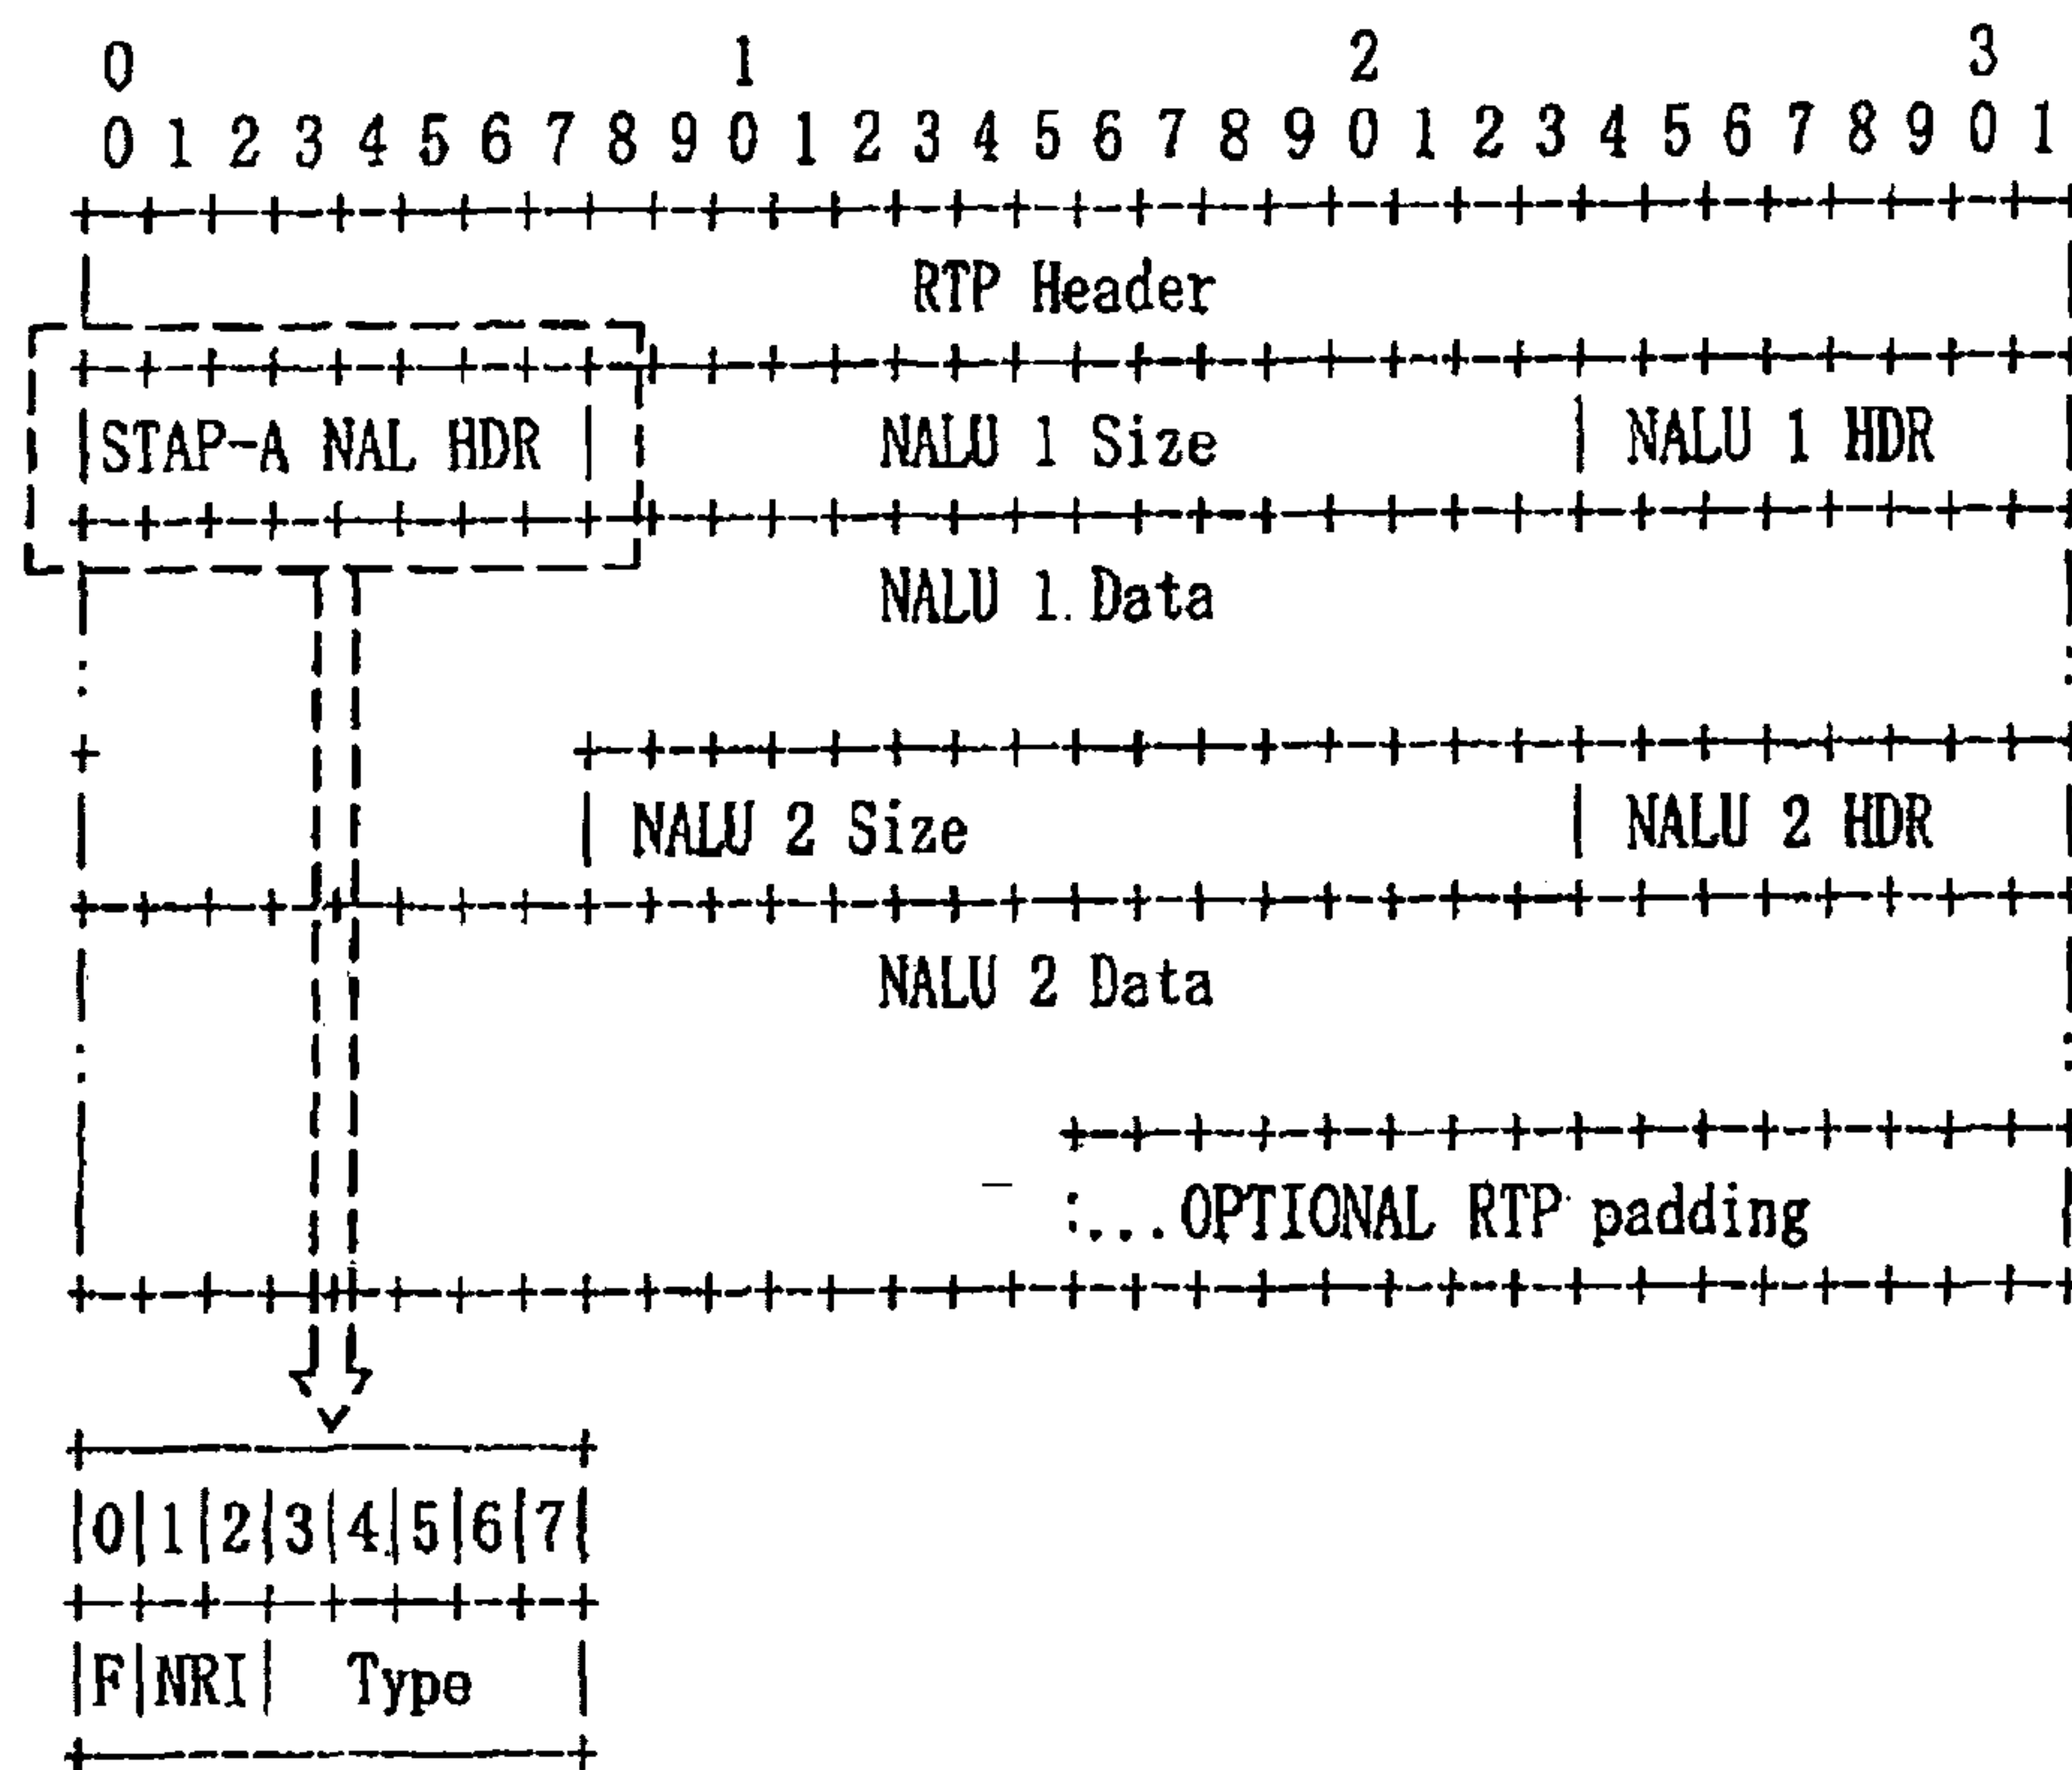 0 1 2 3
0 1 2 3 4 5 6 7 8 9 0 1 2 3 4 5 6 7 8 9 0 1 2 3 4 5 6 7 8 9 0 1
RTP Header
STAP-A NAL HDR | NALU 1 Size | NALU 1 HDR
NALU 1 Data
NALU 2 Size | NALU 2 HDR
NALU 2 Data
:...OPTIONAL RTP padding
|0|1|2|3|4|5|6|7|
|F|NRI| Type |